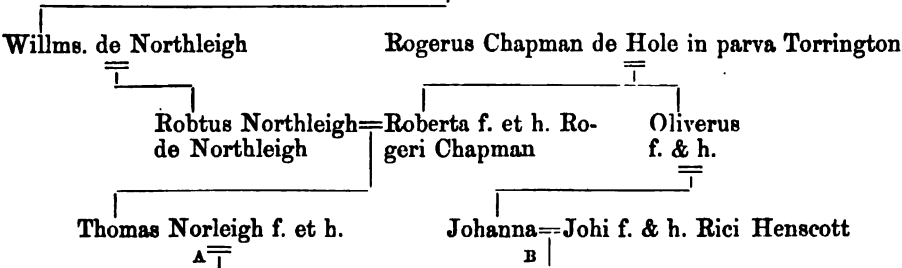 Willms. de Northleigh Rogerus Chapman de Hole in parva Torrington
Robtus Northleigh=Roberta f. et h. Ro- Oliverus
de Northleigh geri Chapman f. & h.
Thomas Norleigh f. et h. Johanna=Johi f. & h. Rici Henscott
A B